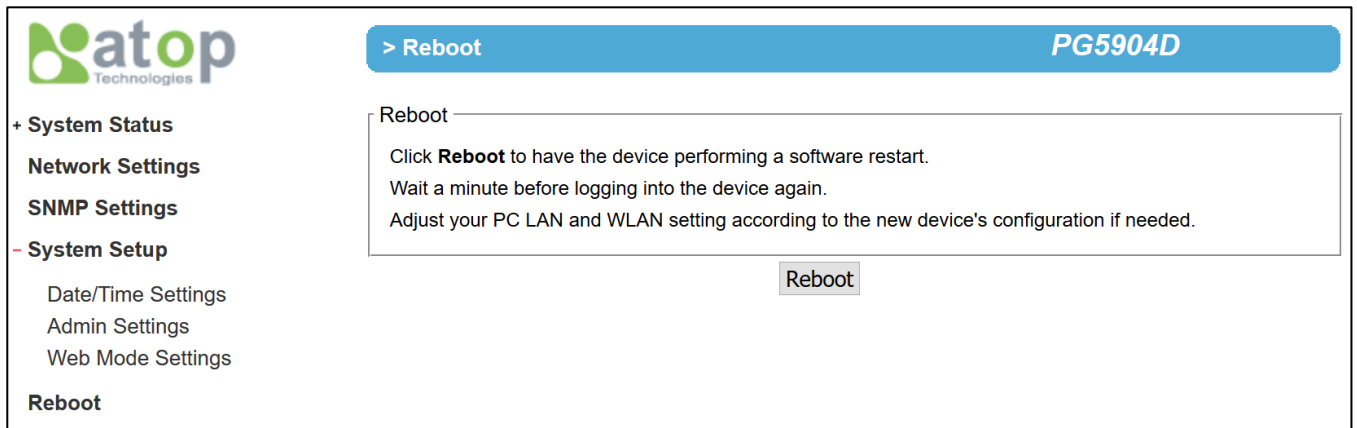 atop
Technologies
> Reboot
PG5904D
+ System Status
Network Settings
SNMP Settings
- System Setup
Date/Time Settings
Admin Settings
Web Mode Settings
Reboot
Reboot
Click Reboot to have the device performing a software restart.
Wait a minute before logging into the device again.
Adjust your PC LAN and WLAN setting according to the new device's configuration if needed.
Reboot